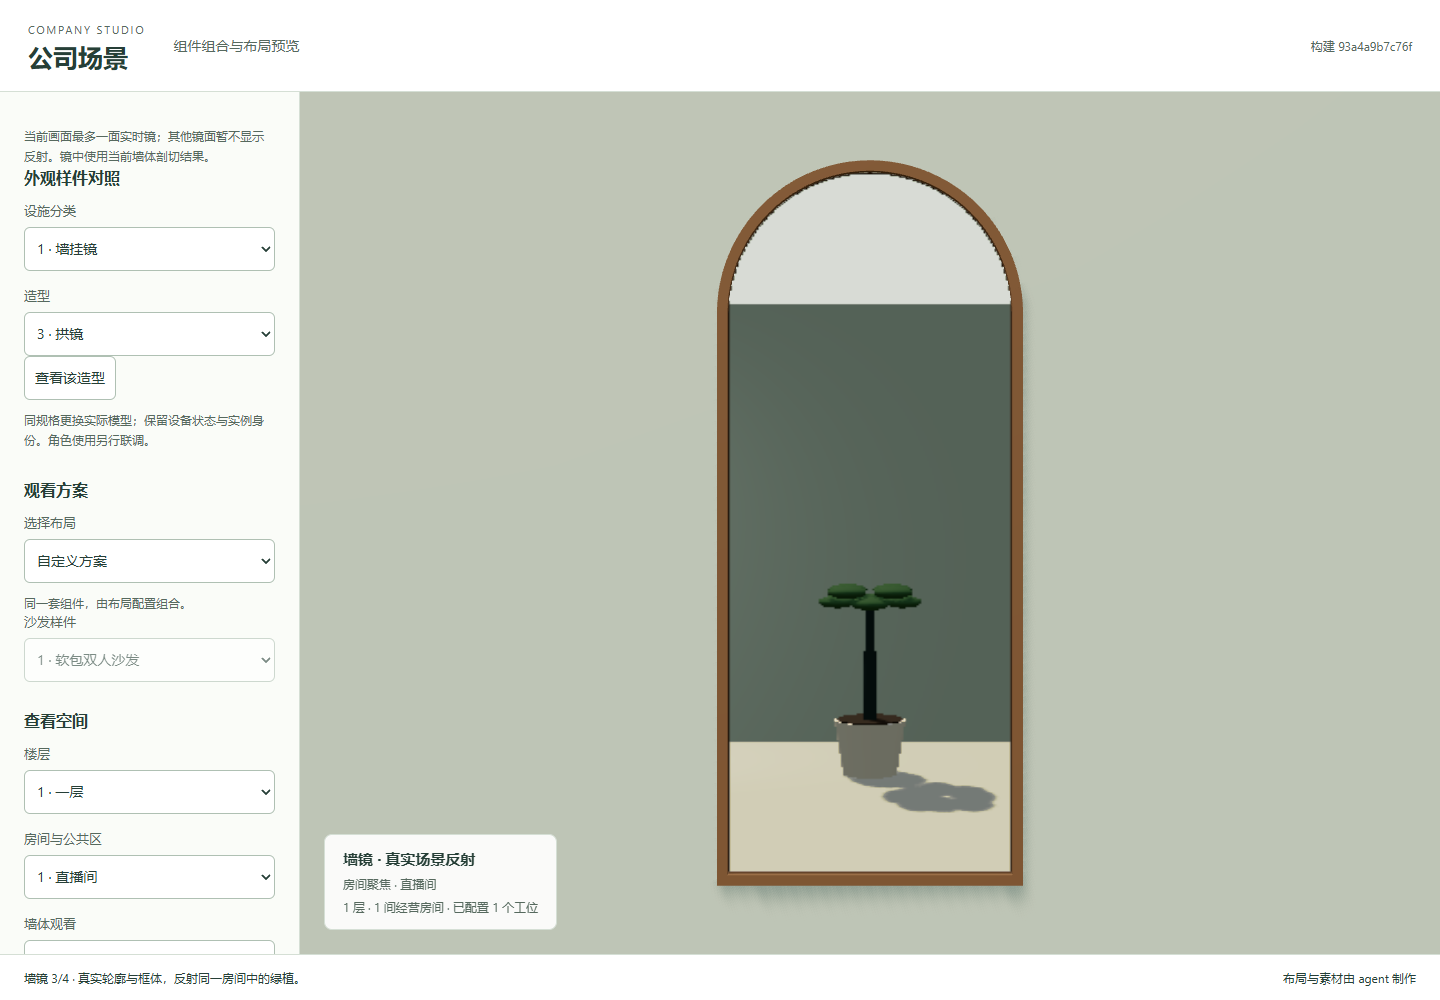 COMPANY STUDIO
公司场景
组件组合与布局预览
构建 93a4a9b7c76f
当前画面最多一面实时镜；其他镜面暂不显示
反射。镜中使用当前墙体剖切结果。
外观样件对照
设施分类
1 · 墙挂镜
造型
3 · 拱镜
查看该造型
同规格更换实际模型；保留设备状态与实例身
份。角色使用另行联调。
观看方案
选择布局
自定义方案
同一套组件，由布局配置组合。
沙发样件
1 · 软包双人沙发
查看空间
楼层
1 · 一层
房间与公共区
1 · 直播间
墙体观看
墙镜 · 真实场景反射
房间聚焦 · 直播间
1 层 · 1 间经营房间 · 已配置 1 个工位
墙镜 3/4 · 真实轮廓与框体，反射同一房间中的绿植。
布局与素材由 agent 制作